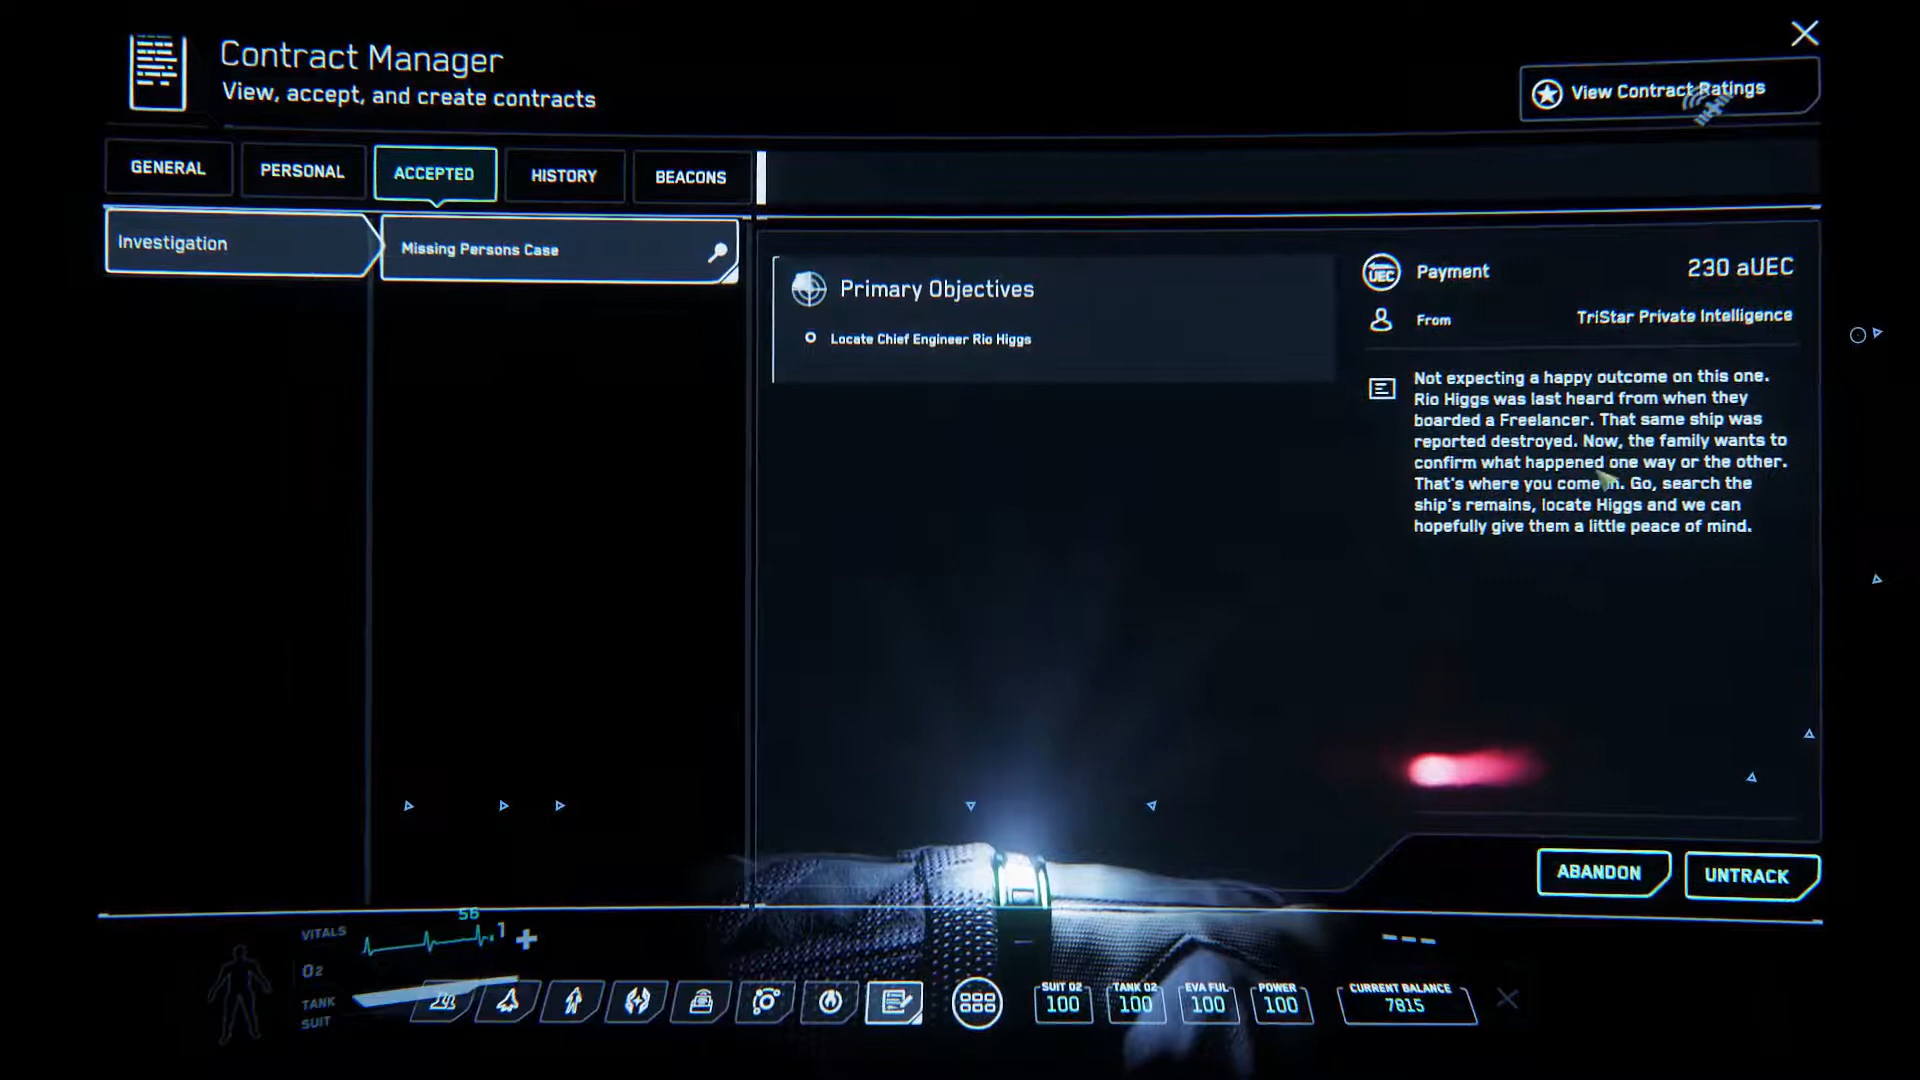 Contract Manager
View, accept, and create contracts
View Contract Ratings
GENERAL
PERSONAL
ACCEPTED
HISTORY
BEACONS
Investigation
Missing Persons Case
Primary Objectives
Locate Chief Engineer Rio Higgs
UEC
Payment
230 aUEC
From
TriStar Private Intelligence
Not expecting a happy outcome on this one.
Rio Higgs was last heard from when they
boarded a Freelancer. That same ship was
reported destroyed. Now, the family wants to
confirm what happened one way or the other.
That's where you come in. Go, search the
ship's remains, locate Higgs and we can
hopefully give them a little peace of mind.
ABANDON
UNTRACK
VITALS
56
.1
O2
TANK
SUIT
SUIT O2
100
TANK O2
100
EVA FUL
100
POWER
100
CURRENT BALANCE
7815